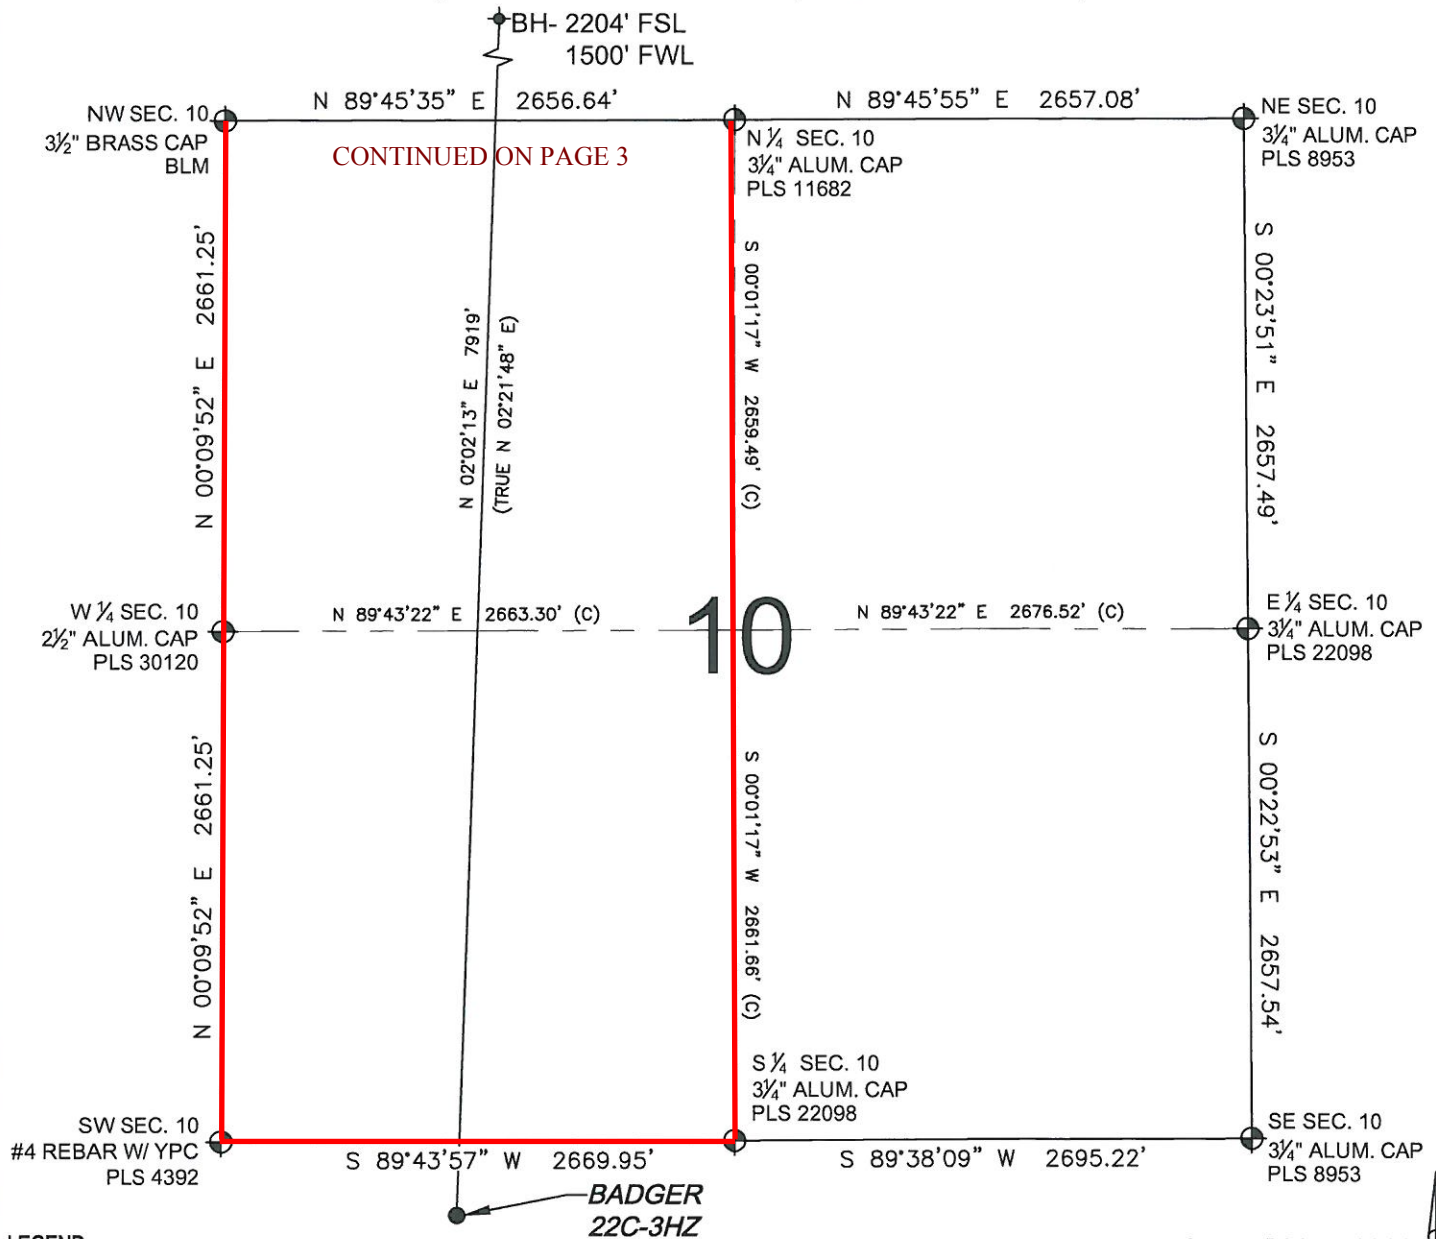 BH- 2204' FSL
1500' FWL
N 89°45'35" E 2656.64'
N 89°45'55" E 2657.08'
NW SEC. 10
3½" BRASS CAP
BLM
CONTINUED ON PAGE 3
N ¼ SEC. 10
3¼" ALUM. CAP
PLS 11682
NE SEC. 10
3¼" ALUM. CAP
PLS 8953
N 00°09'52" E 2661.25'
N 02°02'13" E 7919'
(TRUE N 02°21'48" E)
S 00°01'17" W 2659.49' (C)
S 00°23'51" E 2657.49'
W ¼ SEC. 10
2½" ALUM. CAP
PLS 30120
N 89°43'22" E 2663.30' (C)
10
N 89°43'22" E 2676.52' (C)
E ¼ SEC. 10
3¼" ALUM. CAP
PLS 22098
N 00°09'52" E 2661.25'
S 00°01'17" W 2661.66' (C)
S 00°22'53" E 2657.54'
S ¼ SEC. 10
3¼" ALUM. CAP
PLS 22098
SW SEC. 10
#4 REBAR W/ YPC
PLS 4392
S 89°43'57" W 2669.95'
S 89°38'09" W 2695.22'
SE SEC. 10
3¼" ALUM. CAP
PLS 8953
BADGER
22C-3HZ
LEGEND